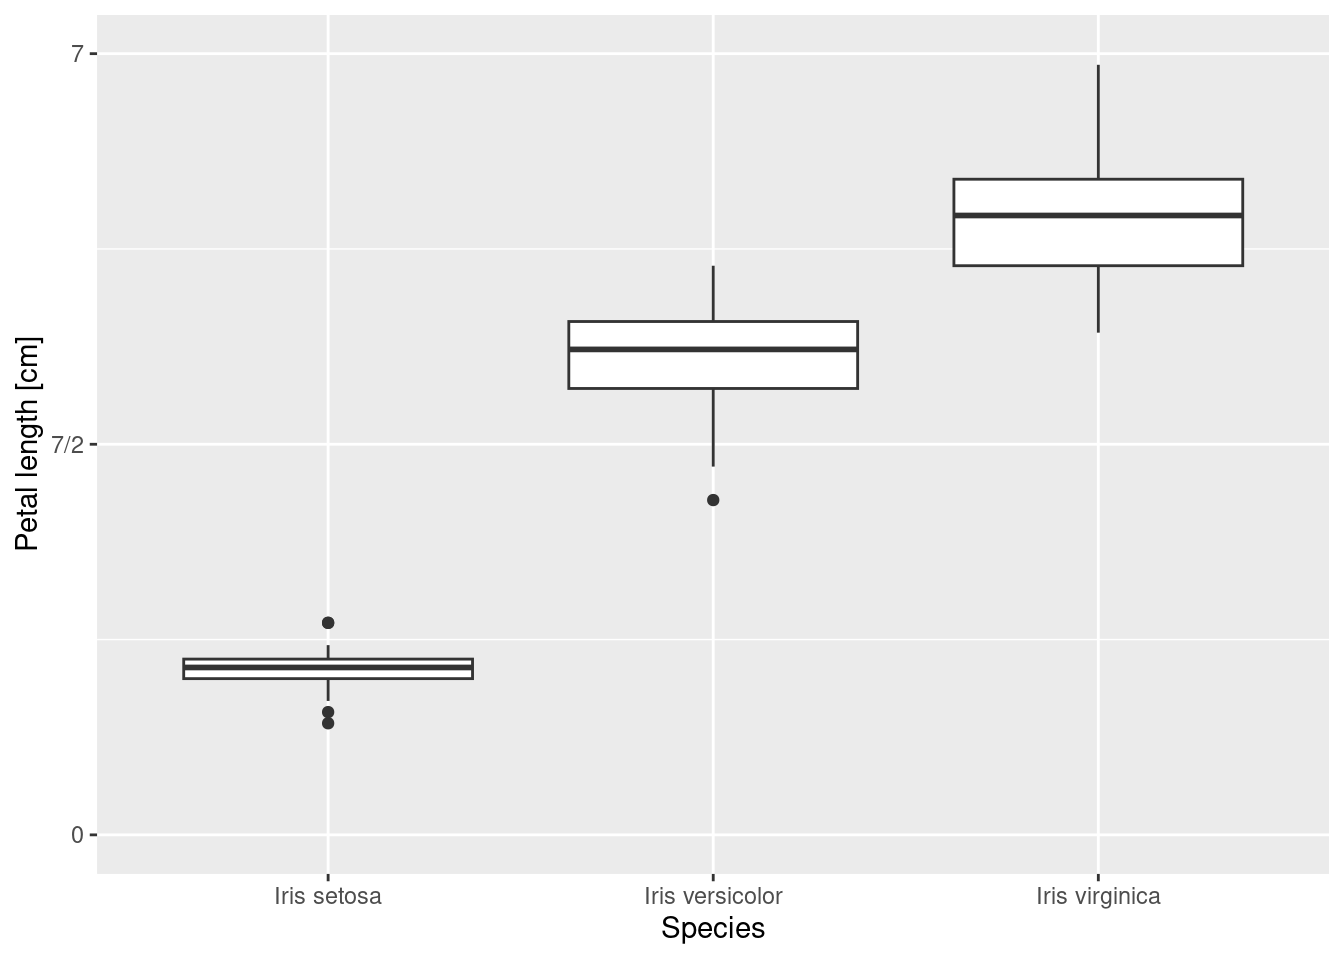 Petal length [cm]
7
7/2
0
Iris setosa
Iris versicolor
Iris virginica
Species